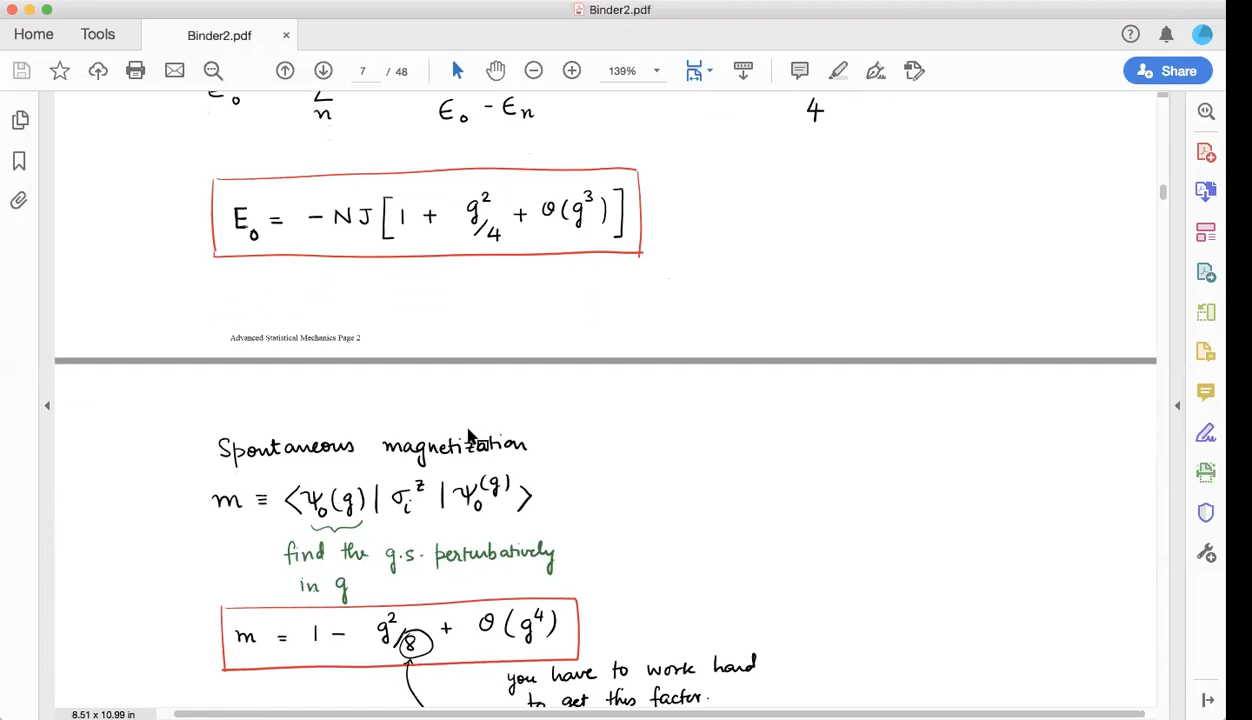 Binder2.pdf
Home Tools Binder2.pdf ×
7 / 48 139% Share
E₀ Σ ε₀ - εₙ 4
n
E₀ = - N J [ 1 + g²/4 + O(g³) ]
Advanced Statistical Mechanics Page 2
Spontaneous magnetization
m ≡ ⟨ψ₀(g)| σᵢᶻ |ψ₀(g)⟩
find the g.s. perturbatively
in g
m = 1 - g²/8 + O(g⁴)
you have to work hard
to get this factor.
8.51 x 10.99 in